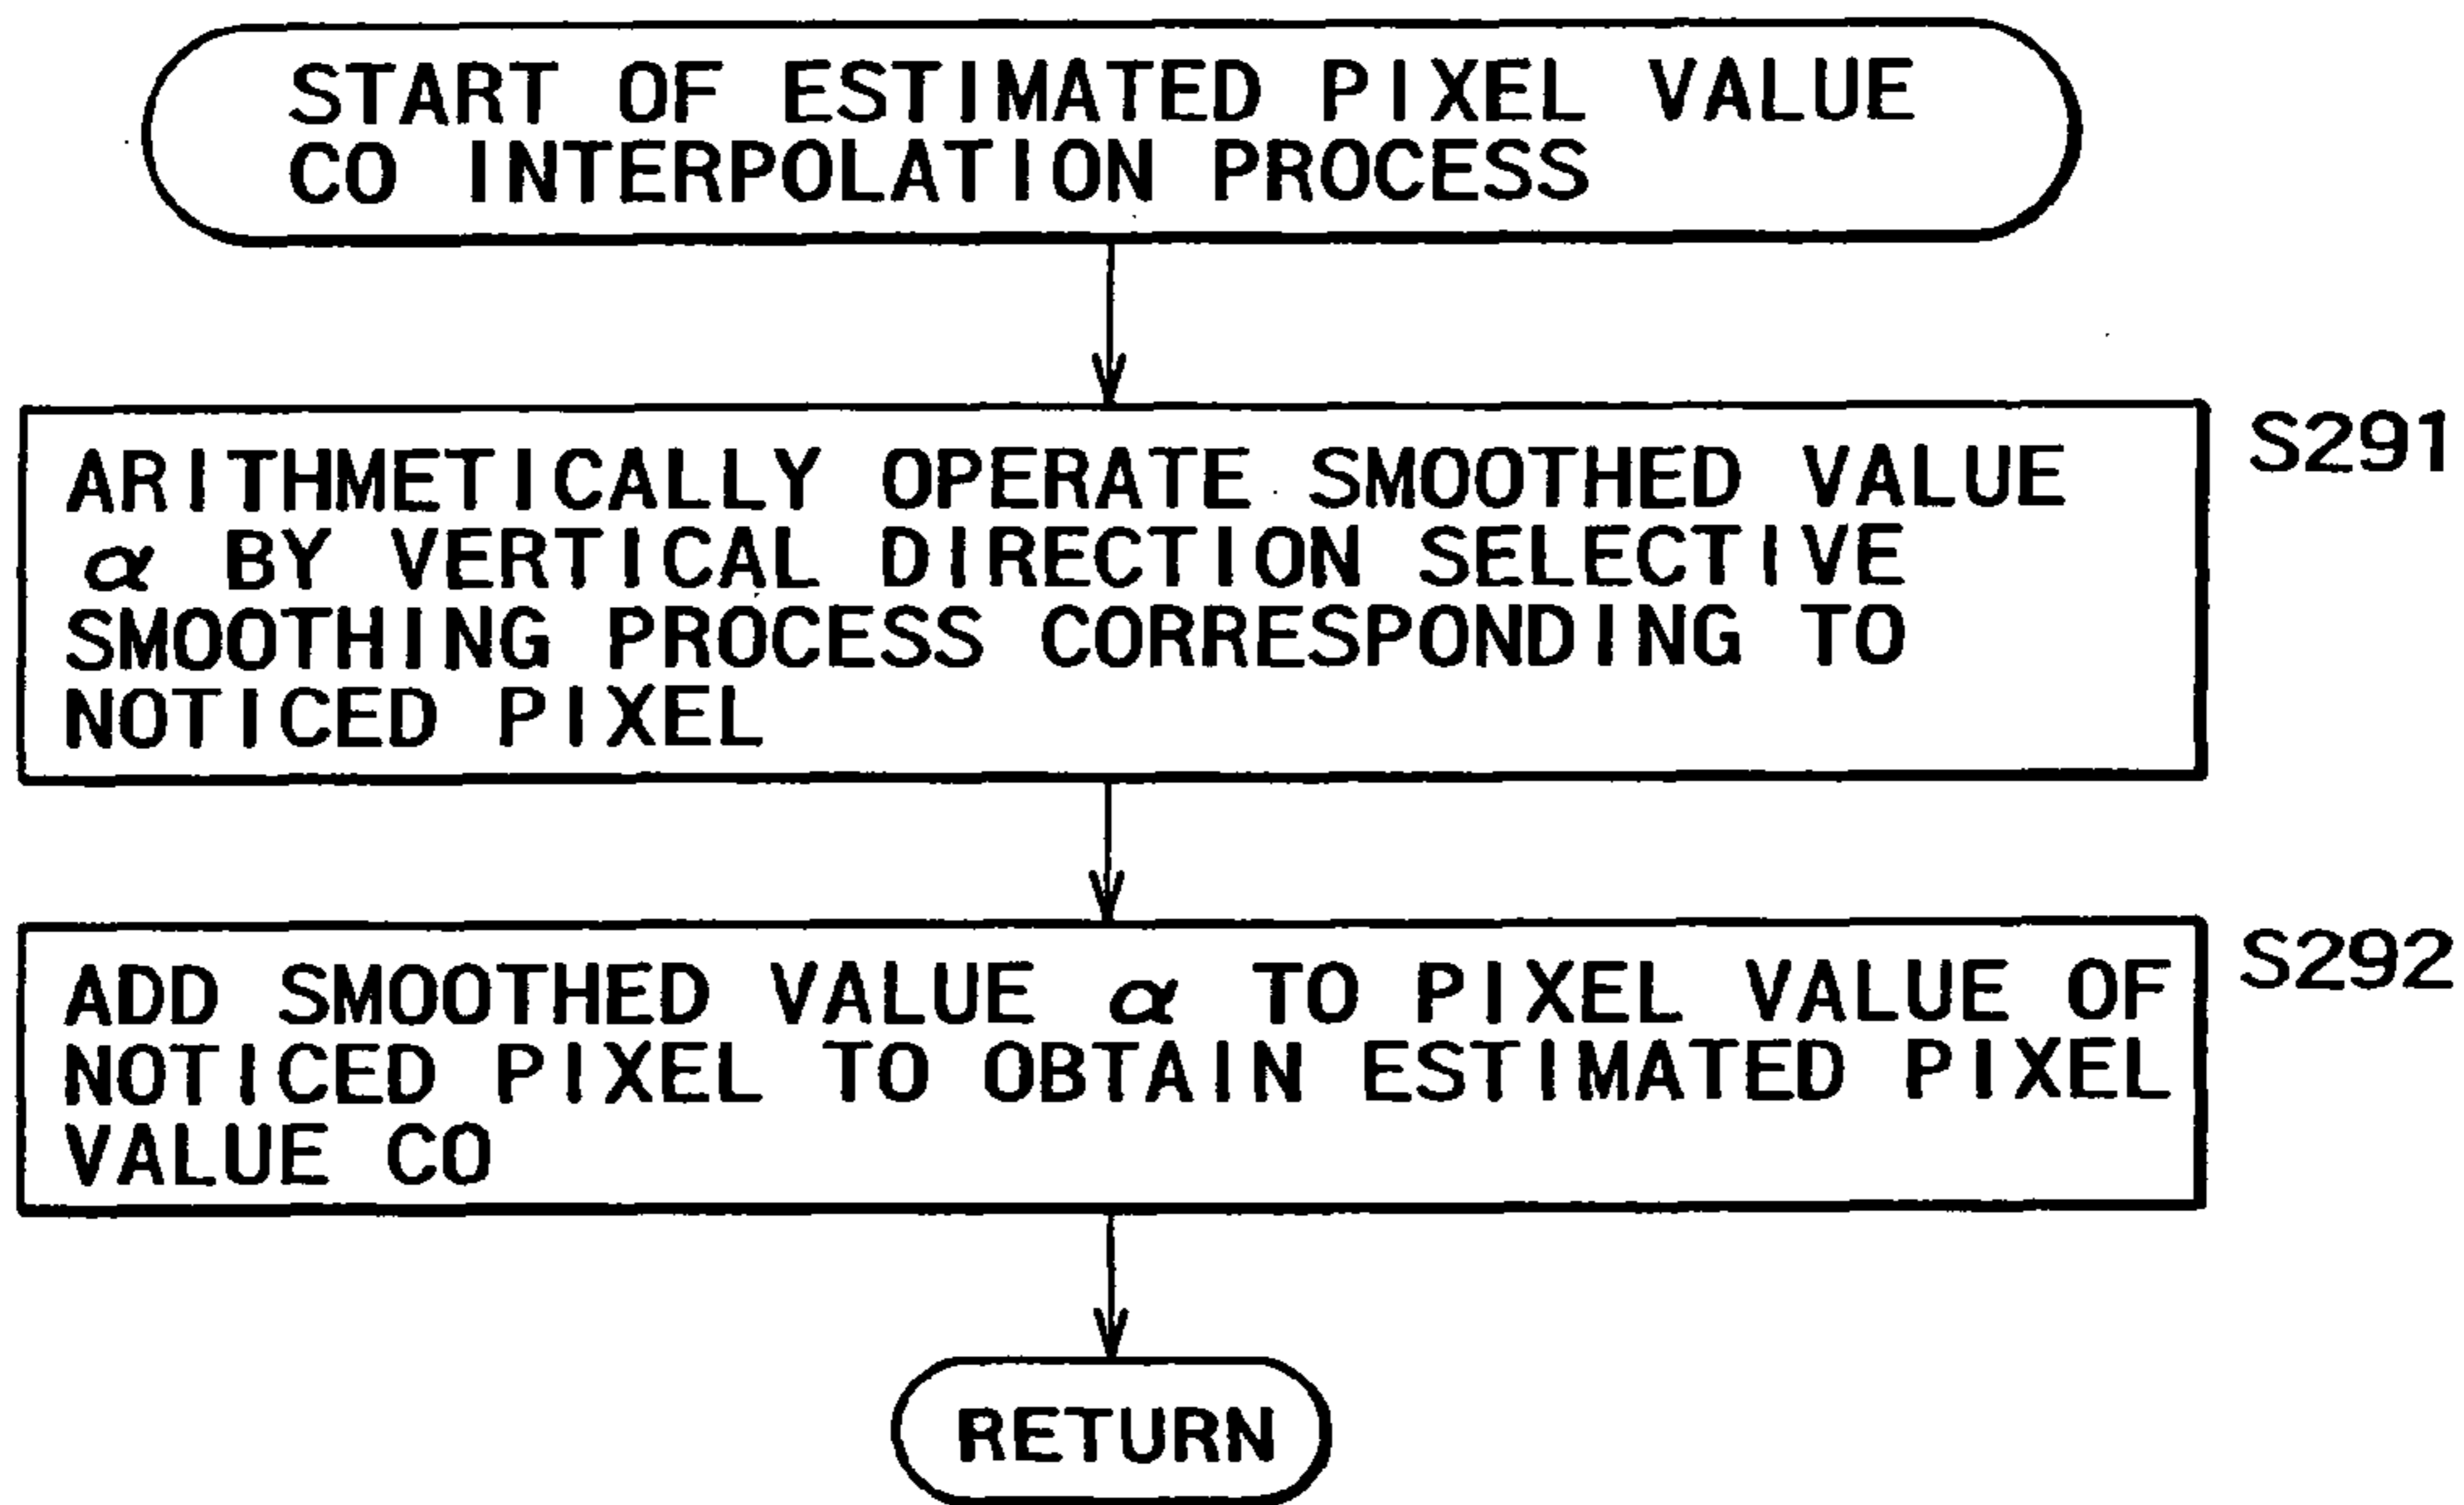 START OF ESTIMATED PIXEL VALUE
CO INTERPOLATION PROCESS
S291
ARITHMETICALLY OPERATE SMOOTHED VALUE
α BY VERTICAL DIRECTION SELECTIVE
SMOOTHING PROCESS CORRESPONDING TO
NOTICED PIXEL
S292
ADD SMOOTHED VALUE α TO PIXEL VALUE OF
NOTICED PIXEL TO OBTAIN ESTIMATED PIXEL
VALUE CO
RETURN